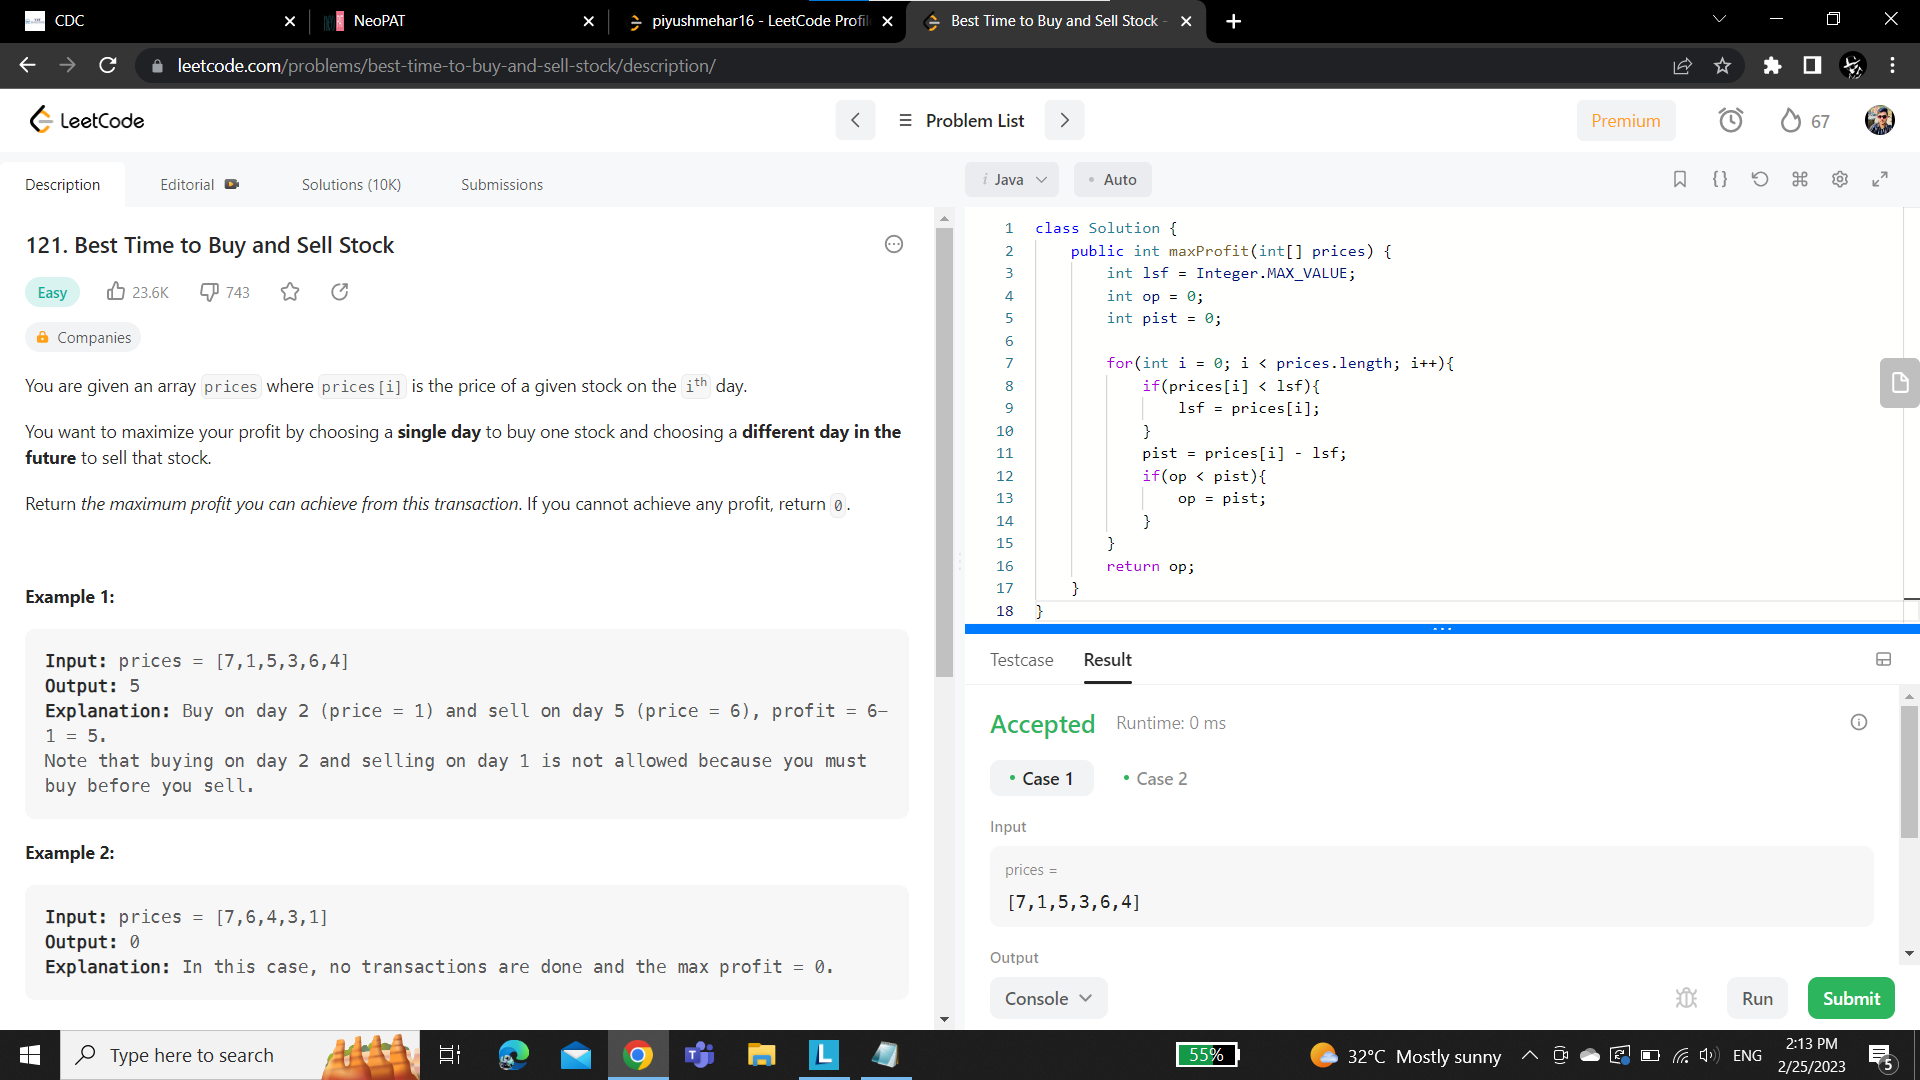 CDC
NeoPAT
piyushmehar16 - LeetCode Profil
Best Time to Buy and Sell Stock -
leetcode.com/problems/best-time-to-buy-and-sell-stock/description/
LeetCode
Problem List
Premium
67
Description
Editorial
Solutions (10K)
Submissions
i Java
• Auto
121. Best Time to Buy and Sell Stock
Easy
23.6K
743
Companies
You are given an array prices where prices[i] is the price of a given stock on the ith day.
You want to maximize your profit by choosing a single day to buy one stock and choosing a different day in the
future to sell that stock.
Return the maximum profit you can achieve from this transaction. If you cannot achieve any profit, return 0.
Example 1:
Input: prices = [7,1,5,3,6,4]
Output: 5
Explanation: Buy on day 2 (price = 1) and sell on day 5 (price = 6), profit = 6-
1 = 5.
Note that buying on day 2 and selling on day 1 is not allowed because you must
buy before you sell.
Example 2:
Input: prices = [7,6,4,3,1]
Output: 0
Explanation: In this case, no transactions are done and the max profit = 0.
1 class Solution {
2 public int maxProfit(int[] prices) {
3 int lsf = Integer.MAX_VALUE;
4 int op = 0;
5 int pist = 0;
6
7 for(int i = 0; i < prices.length; i++){
8 if(prices[i] < lsf){
9 lsf = prices[i];
10 }
11 pist = prices[i] - lsf;
12 if(op < pist){
13 op = pist;
14 }
15 }
16 return op;
17 }
18 }
Testcase
Result
Accepted
Runtime: 0 ms
• Case 1
• Case 2
Input
prices =
[7,1,5,3,6,4]
Output
Console
Run
Submit
Type here to search
L
55%
32°C Mostly sunny
ENG
2:13 PM
2/25/2023
5